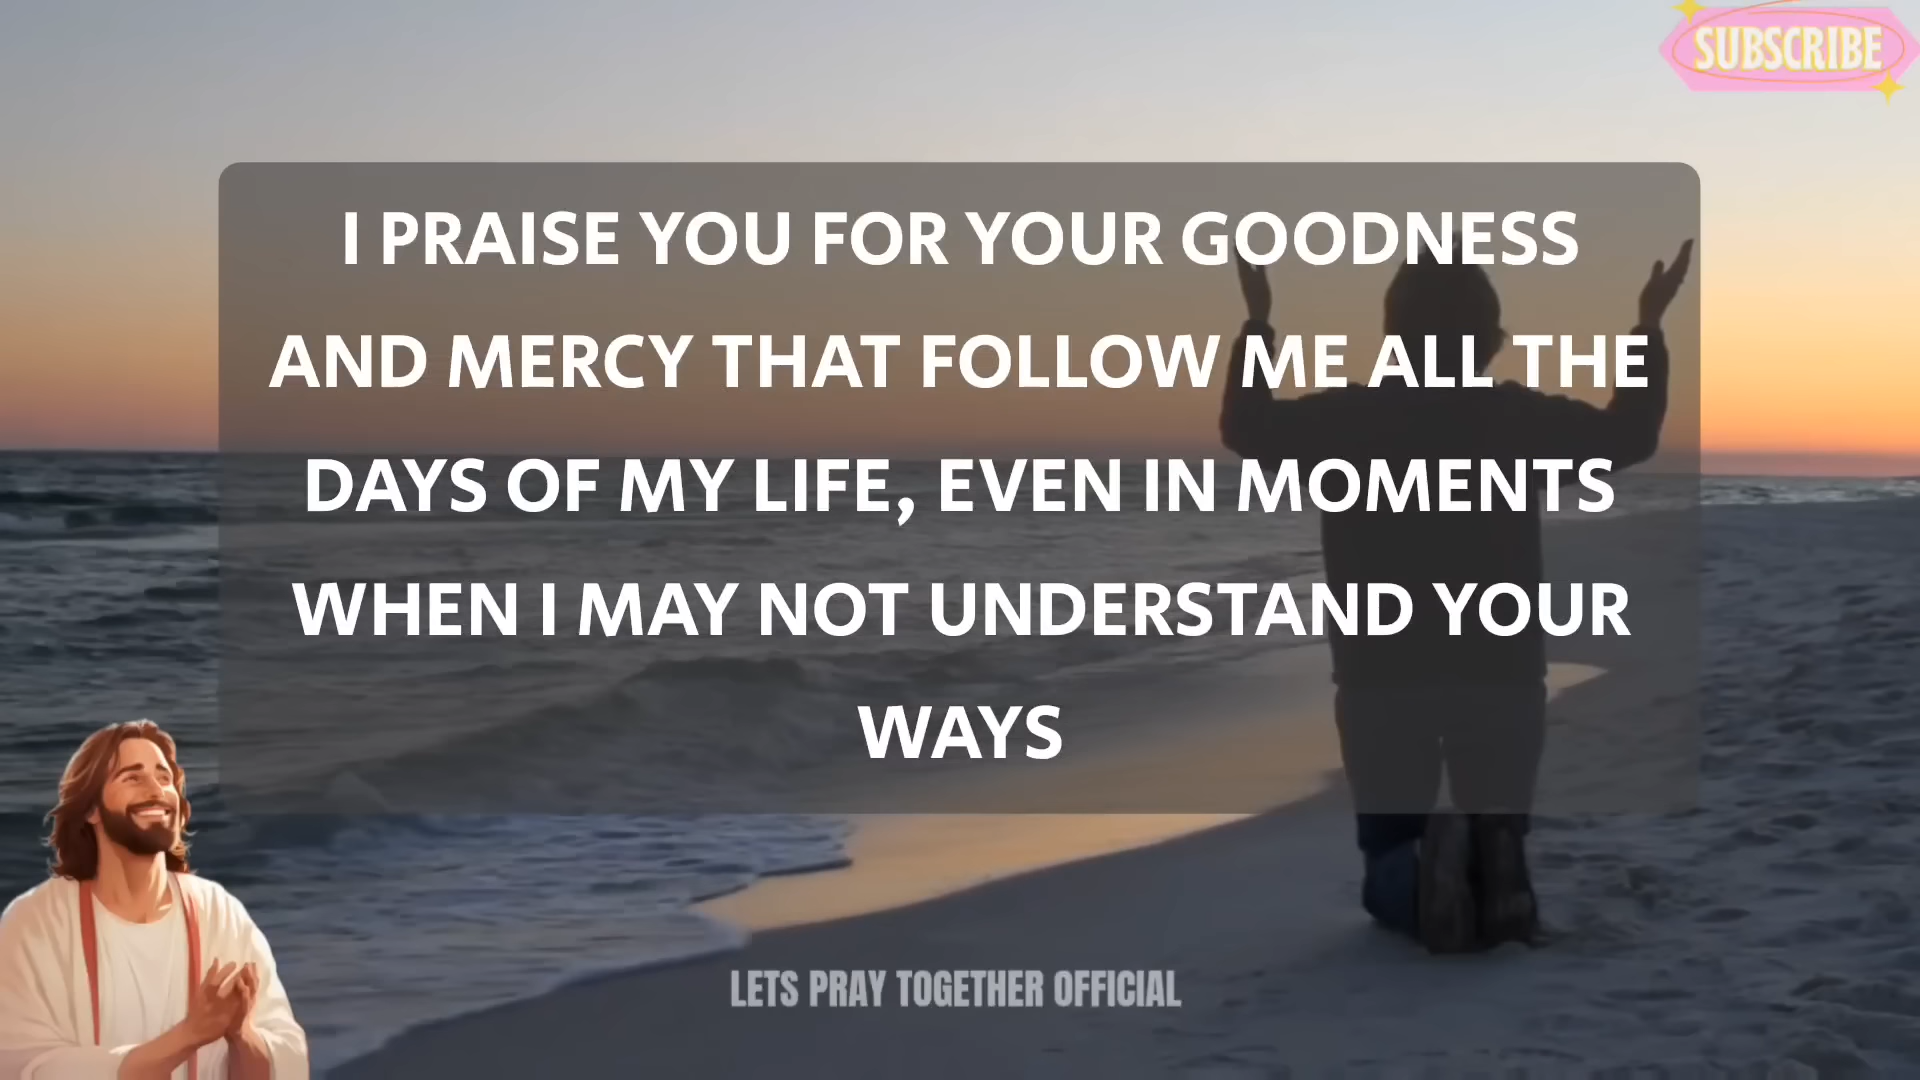 SUBSCRIBE
I PRAISE YOU FOR YOUR GOODNESS
AND MERCY THAT FOLLOW ME ALL THE
DAYS OF MY LIFE, EVEN IN MOMENTS
WHEN I MAY NOT UNDERSTAND YOUR
WAYS
LETS PRAY TOGETHER OFFICIAL